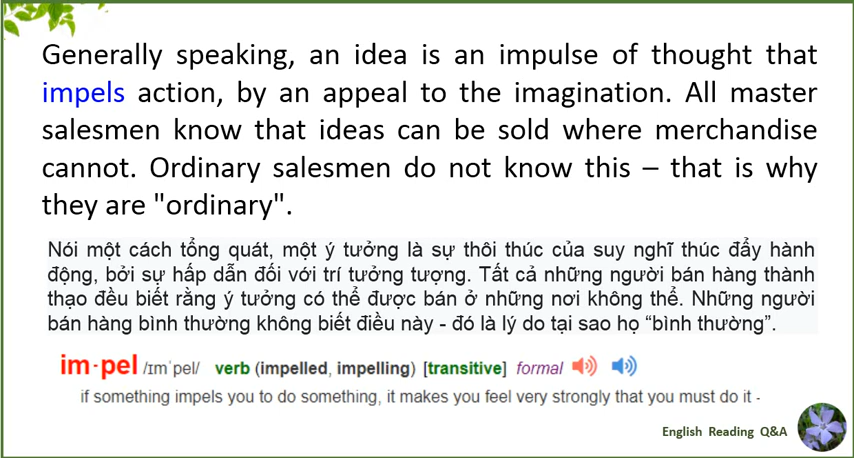 Generally speaking, an idea is an impulse of thought that
impels action, by an appeal to the imagination. All master
salesmen know that ideas can be sold where merchandise
cannot. Ordinary salesmen do not know this – that is why
they are "ordinary".
Nói một cách tổng quát, một ý tưởng là sự thôi thúc của suy nghĩ thúc đẩy hành
động, bởi sự hấp dẫn đối với trí tưởng tượng. Tất cả những người bán hàng thành
thạo đều biết rằng ý tưởng có thể được bán ở những nơi không thể. Những người
bán hàng bình thường không biết điều này - đó là lý do tại sao họ “bình thường”.
im·pel /ɪmˈpel/ verb (impelled, impelling) [transitive] formal
if something impels you to do something, it makes you feel very strongly that you must do it -
English Reading Q&A